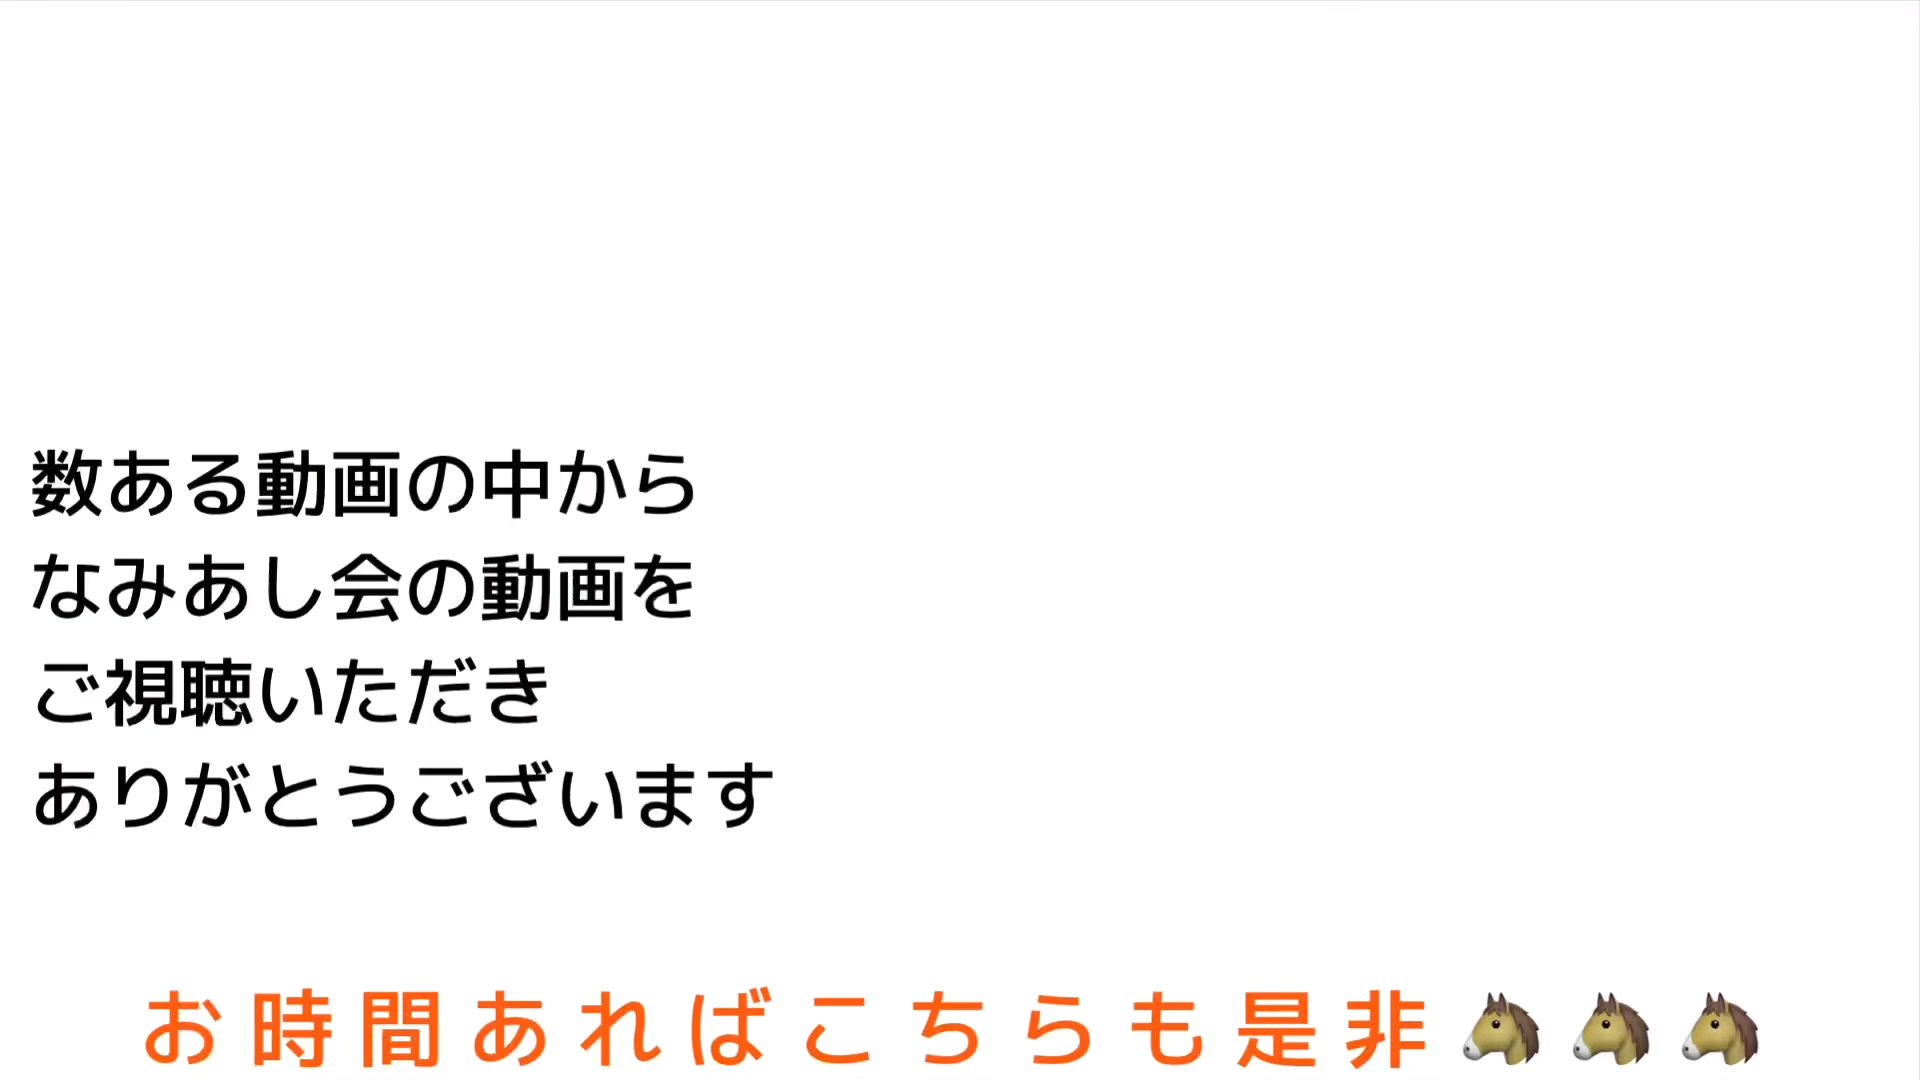 数ある動画の中から
なみあし会の動画を
ご視聴いただき
ありがとうございます
お時間あればこちらも是非🐴🐴🐴